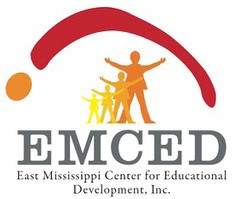 EMCED
East Mississippi Center for Educational
Development, Inc.